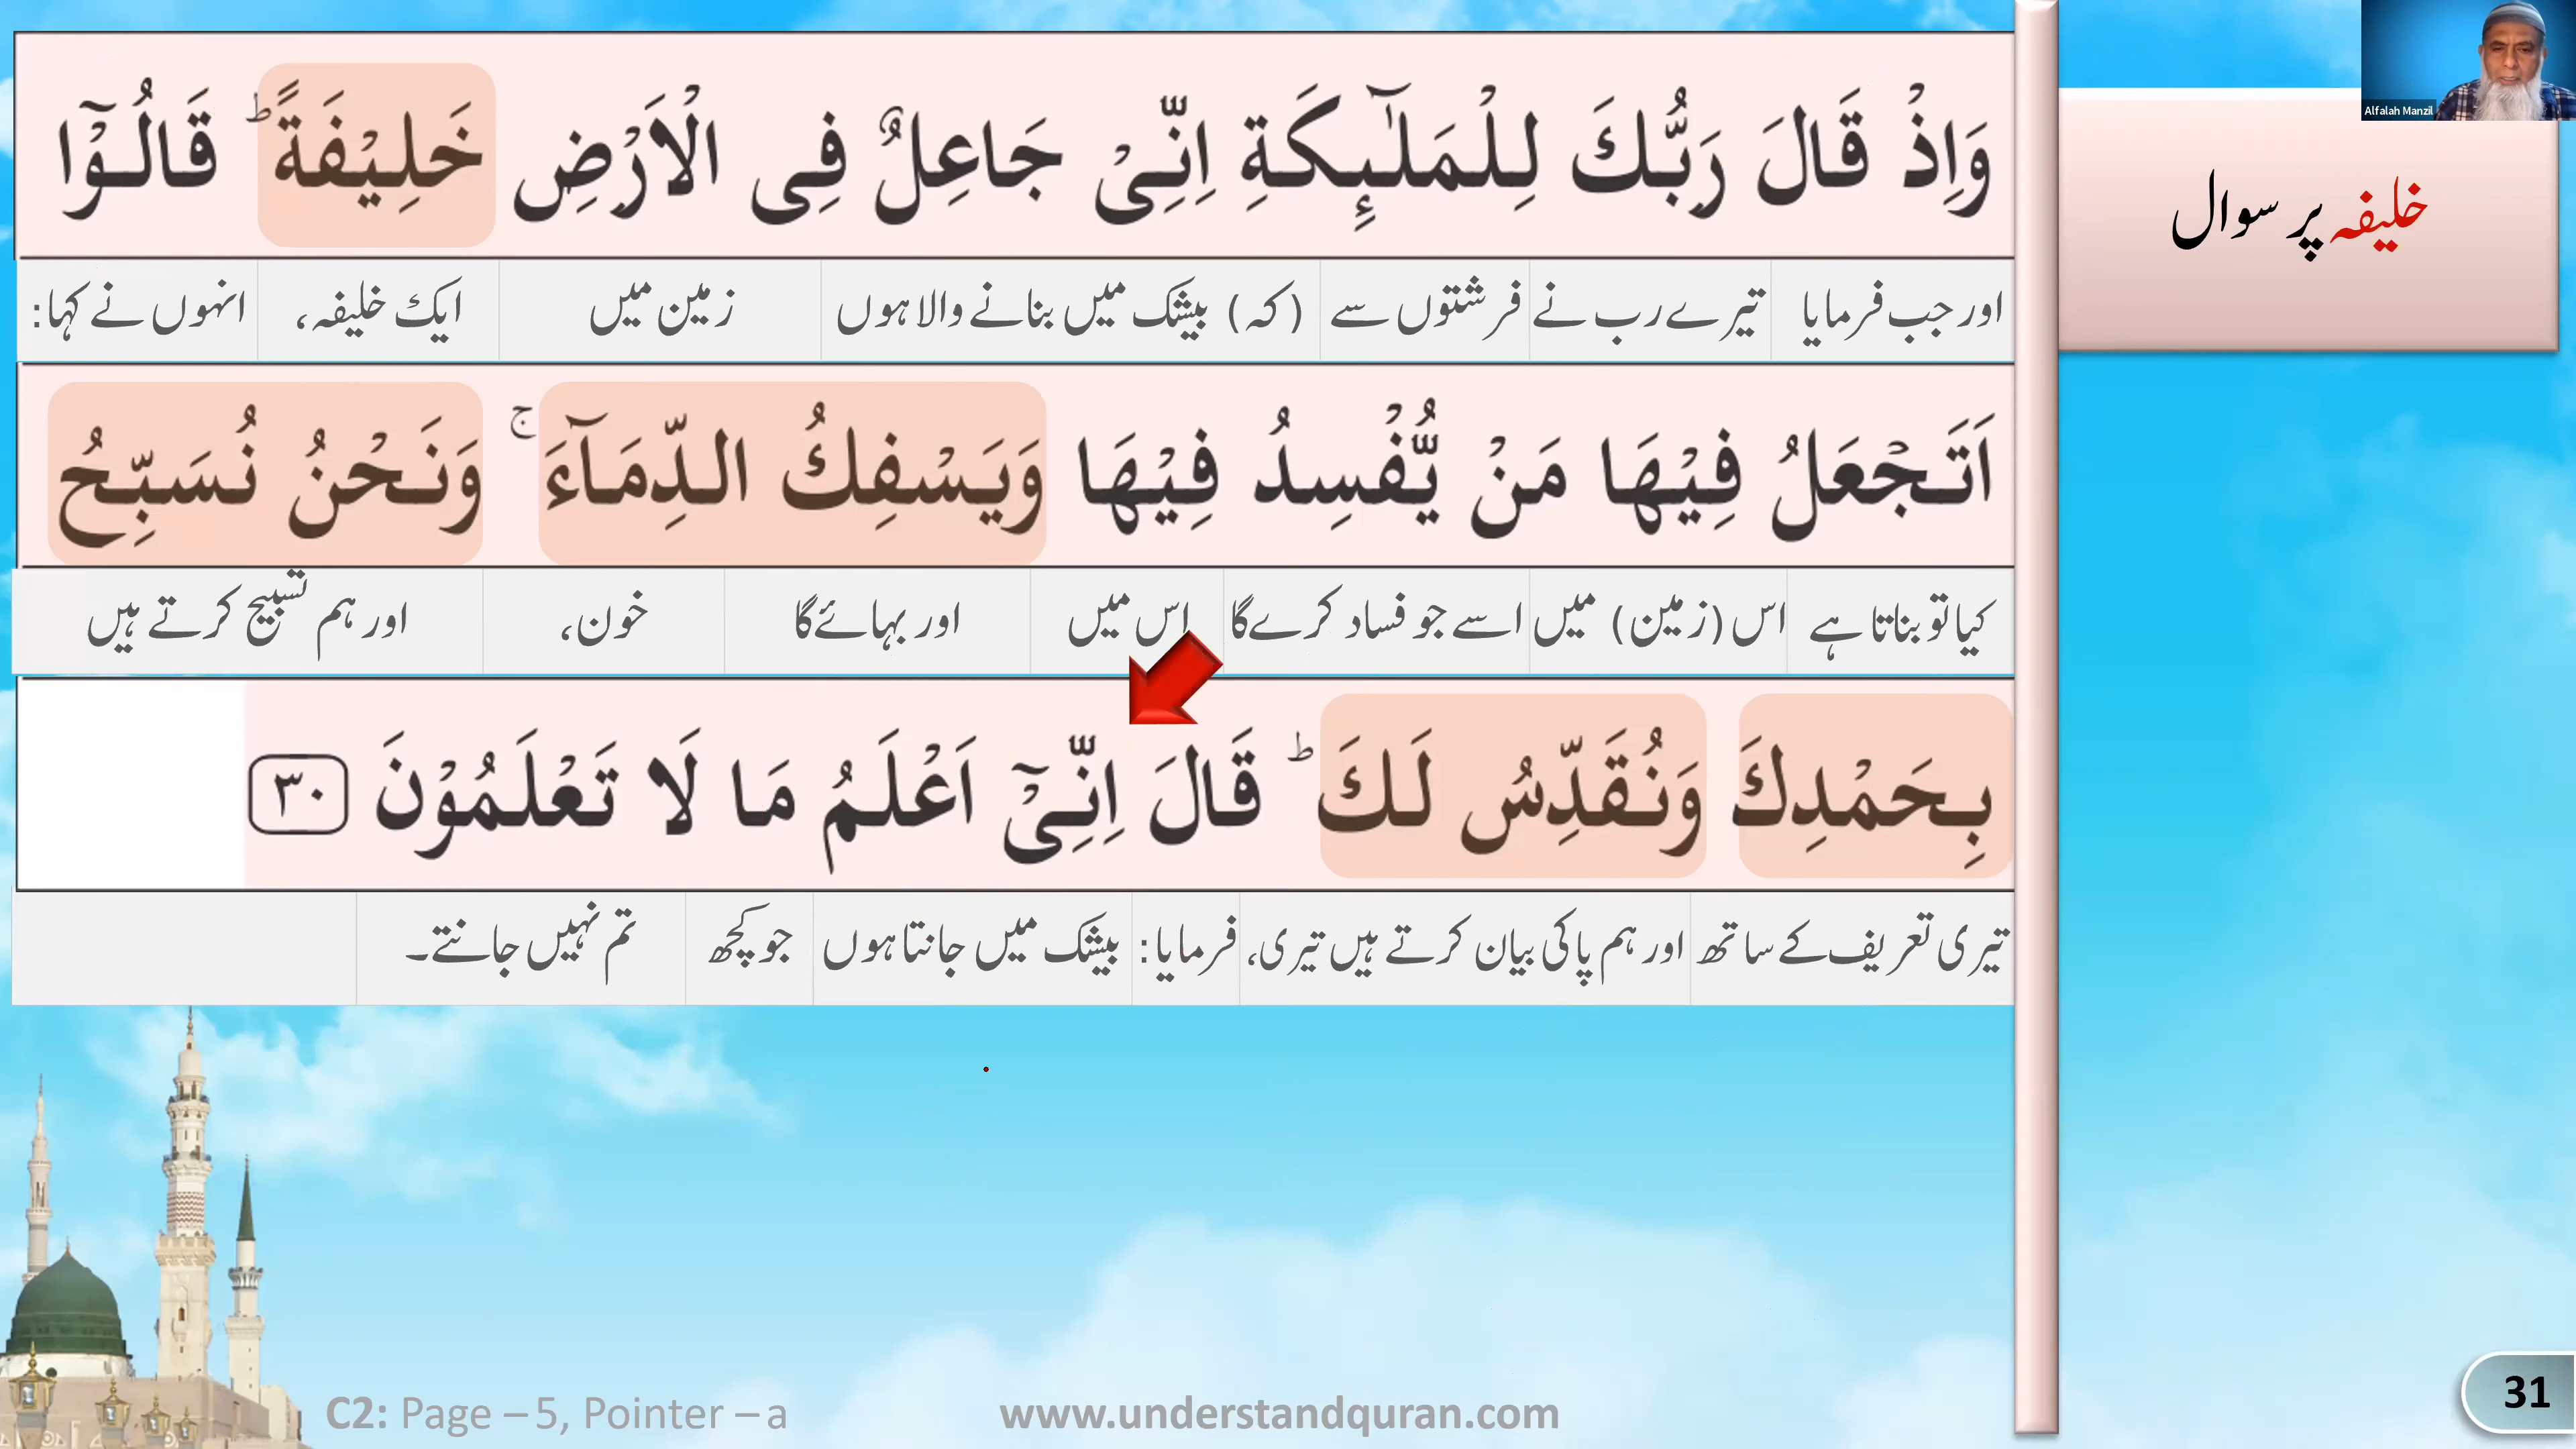 Alfalah Manzil
خلیفہ پر سوال
وَاِذْ قَالَ رَبُّكَ لِلْمَلٰٓئِكَةِ اِنِّىْ جَاعِلٌ فِى الْاَرْضِ خَلِيْفَةً ؕ قَالُوْٓا
اور جب فرمایا تیرے رب نے فرشتوں سے (کہ) بیشک میں بنانے والا ہوں زمین میں ایک خلیفہ، انہوں نے کہا:
اَتَجْعَلُ فِيْهَا مَنْ يُّفْسِدُ فِيْهَا وَيَسْفِكُ الدِّمَآءَ ۚ وَنَحْنُ نُسَبِّحُ
کیا تو بناتا ہے اس (زمین) میں اسے جو فساد کرے گا اس میں اور بہائے گا خون، اور ہم تسبیح کرتے ہیں
بِحَمْدِكَ وَنُقَدِّسُ لَكَ ؕ قَالَ اِنِّىْٓ اَعْلَمُ مَا لَا تَعْلَمُوْنَ ٣٠
تیری تعریف کے ساتھ اور ہم پاکی بیان کرتے ہیں تیری، فرمایا: بیشک میں جانتا ہوں جو کچھ تم نہیں جانتے۔
C2: Page – 5, Pointer – a
www.understandquran.com
31